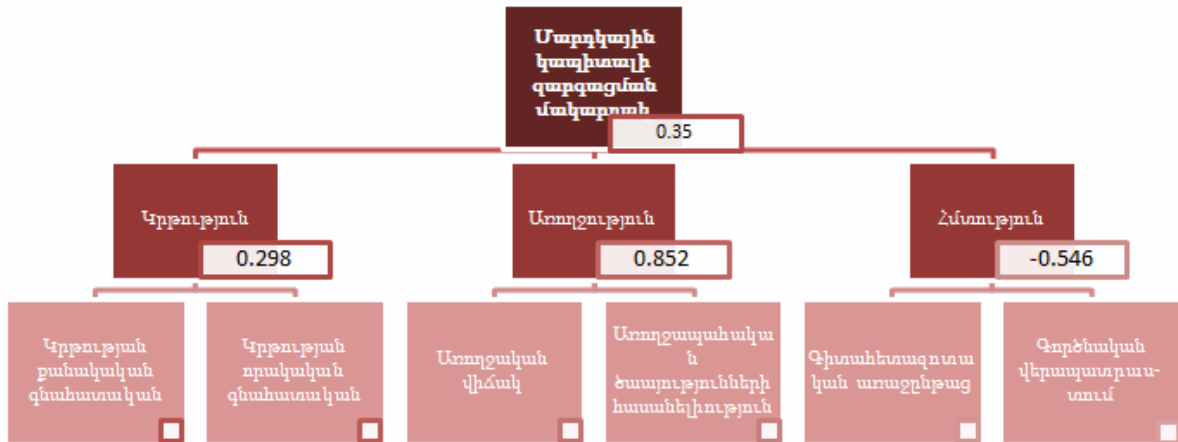 Մարդկային
կապիտալի
զարգացման
մակարդակ
0.35
Կրթություն
0.298
Առողջություն
0.852
Հմտություն
-0.546
Կրթության
քանակական
գնահատական
Կրթության
որակական
գնահատական
Առողջական
վիճակ
Առողջապահակա
ն
ծառայությունների
հասանելիություն
Գիտահետազոտա
կան առաջընթաց
Գործնական
վերապատրաս-
տում